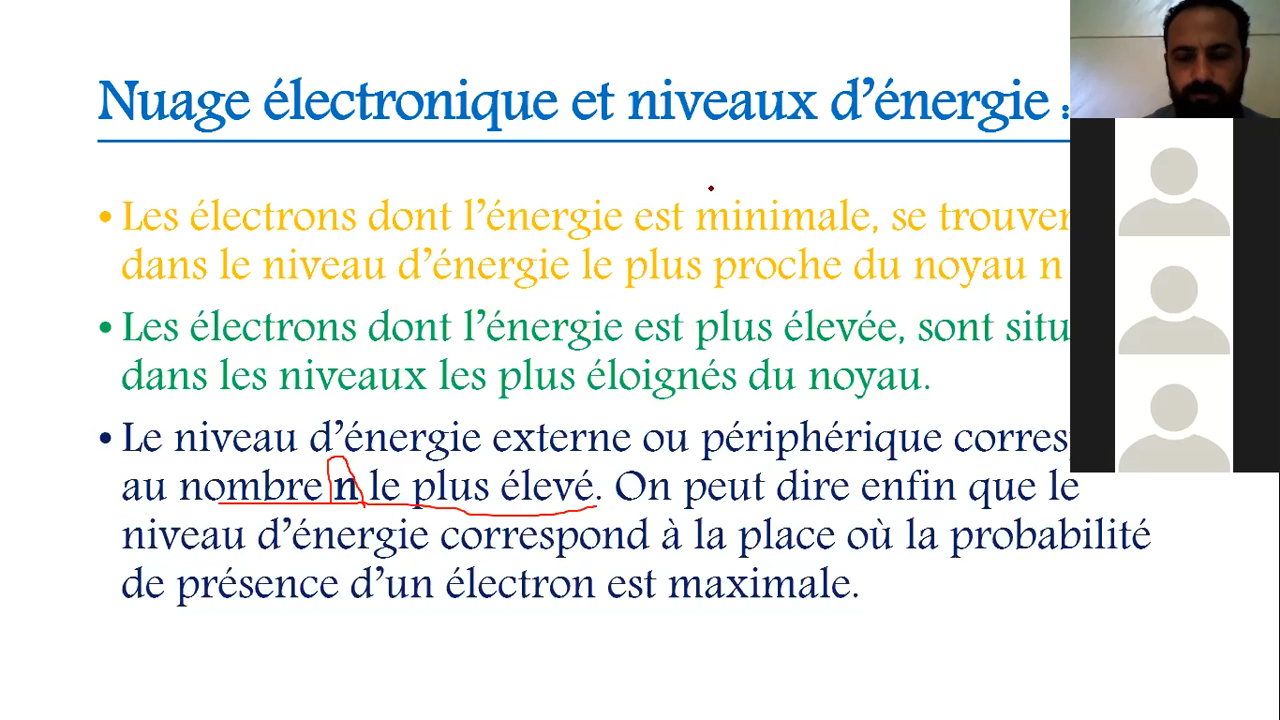 Nuage électronique et niveaux d'énergie :
• Les électrons dont l'énergie est minimale, se
dans le niveau d'énergie le plus proche du noyau n
• Les électrons dont l'énergie est plus élevée, sont
dans les niveaux les plus éloignés du noyau.
• Le niveau d'énergie externe ou périphérique
au nombre n le plus élevé. On peut dire enfin que le
niveau d'énergie correspond à la place où la probabilité
de présence d'un électron est maximale.